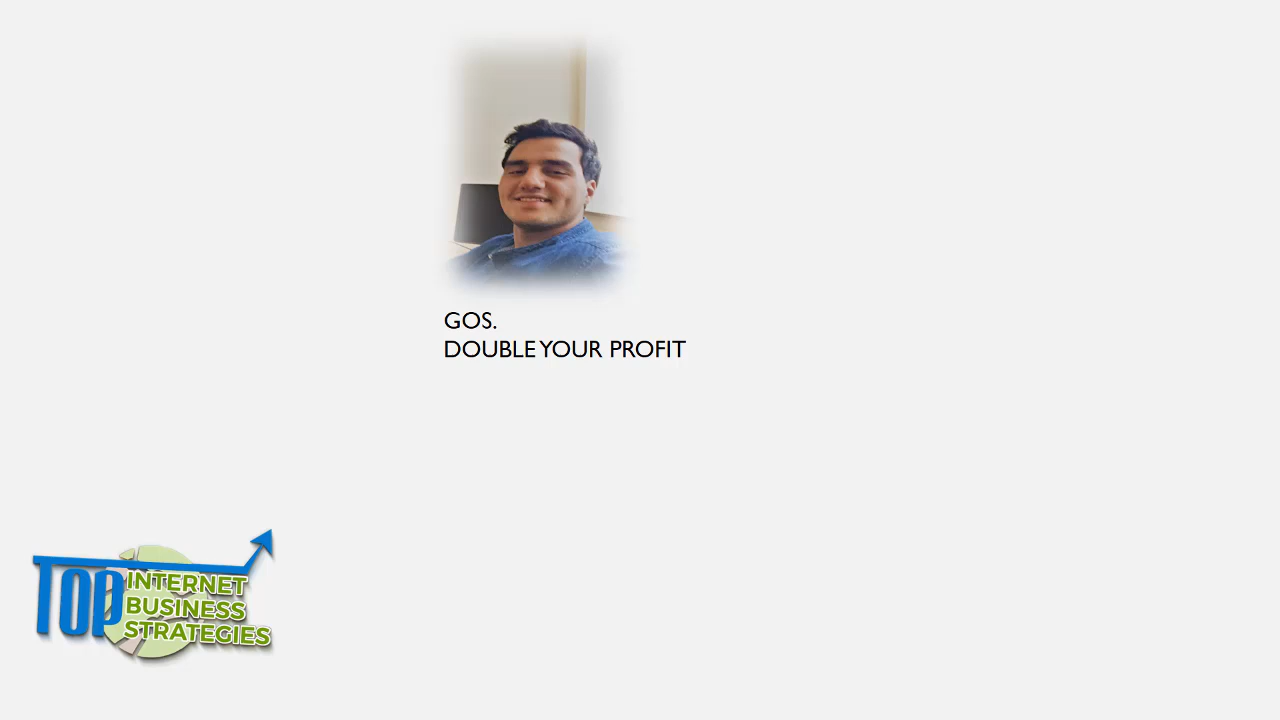 GOS.
DOUBLE YOUR PROFIT
TOP INTERNET
BUSINESS
STRATEGIES